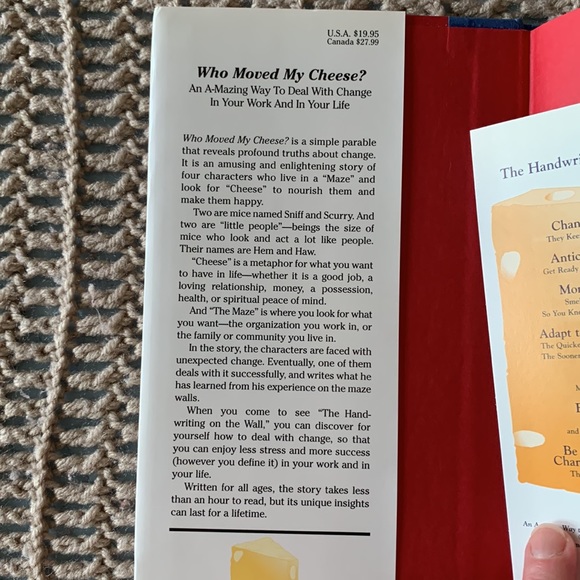 U.S.A. $19.95
Canada $27.99
Who Moved My Cheese?
An A-Mazing Way To Deal With Change
In Your Work And In Your Life
Who Moved My Cheese? is a simple parable
that reveals profound truths about change.
It is an amusing and enlightening story of
four characters who live in a “Maze” and
look for “Cheese” to nourish them and
make them happy.
Two are mice named Sniff and Scurry. And
two are “little people”—beings the size of
mice who look and act a lot like people.
Their names are Hem and Haw.
“Cheese” is a metaphor for what you want
to have in life—whether it is a good job, a
loving relationship, money, a possession,
health, or spiritual peace of mind.
And “The Maze” is where you look for what
you want—the organization you work in, or
the family or community you live in.
In the story, the characters are faced with
unexpected change. Eventually, one of them
deals with it successfully, and writes what he
has learned from his experience on the maze
walls.
When you come to see “The Hand-
writing on the Wall,” you can discover for
yourself how to deal with change, so that
you can enjoy less stress and more success
(however you define it) in your work and in
your life.
Written for all ages, the story takes less
than an hour to read, but its unique insights
can last for a lifetime.
The Handwri
Chan
They Kee
Antic
Get Ready
Mon
Sme
So You Kno
Adapt t
The Quicke
The Sooner
M
E
and
Be
Chan
Th
An A
Way